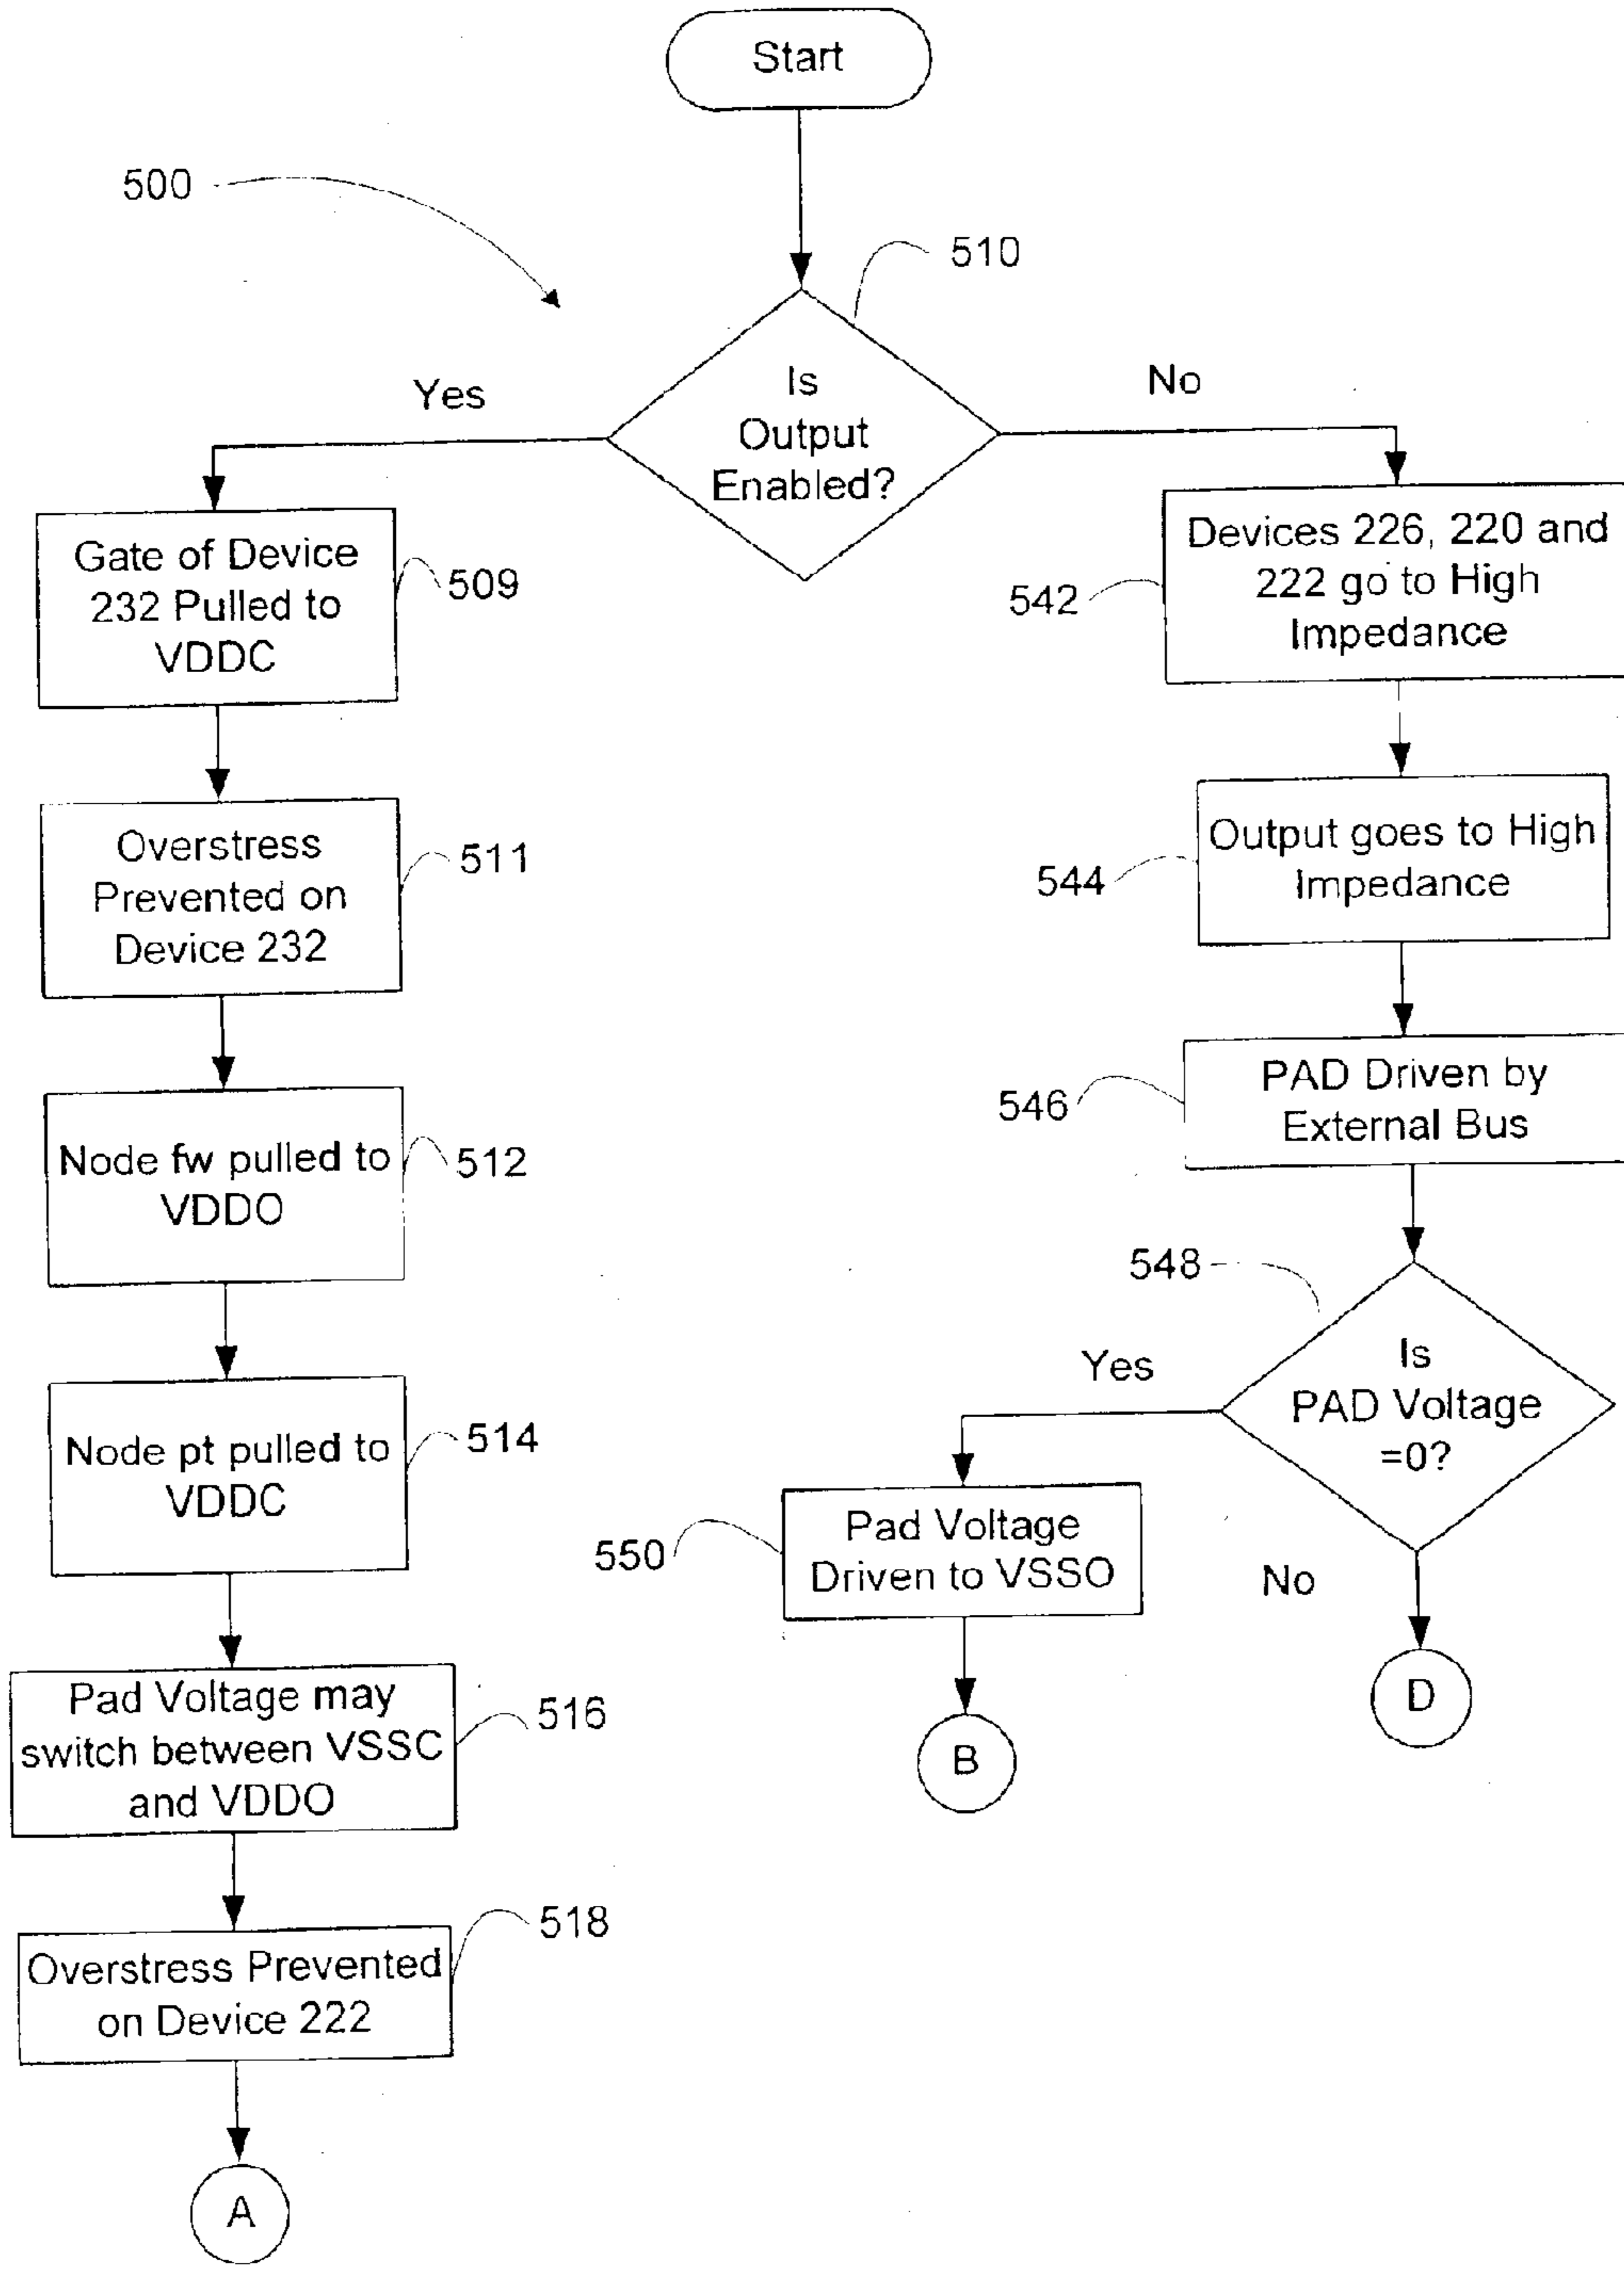 Start
500
510
Is
Output
Enabled?
Yes
No
Gate of Device
232 Pulled to
VDDC
509
Overstress
Prevented on
Device 232
511
Node fw pulled to
VDDO
512
Node pt pulled to
VDDC
514
Pad Voltage may
switch between VSSC
and VDDO
516
Overstress Prevented
on Device 222
518
A
Devices 226, 220 and
222 go to High
Impedance
542
Output goes to High
Impedance
544
PAD Driven by
External Bus
546
548
Is
PAD Voltage
=0?
Yes
No
Pad Voltage
Driven to VSSO
550
B
D